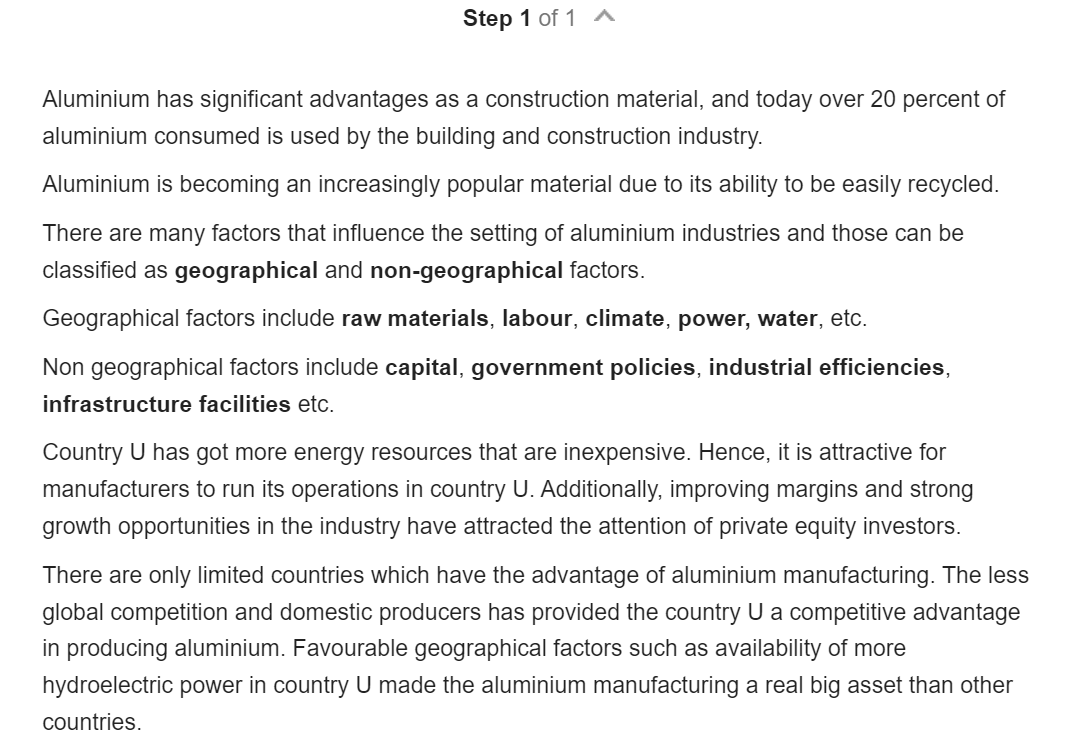 Step 1 of 1
Aluminium has significant advantages as a construction material, and today over 20 percent of
aluminium consumed is used by the building and construction industry.
Aluminium is becoming an increasingly popular material due to its ability to be easily recycled.
There are many factors that influence the setting of aluminium industries and those can be
classified as geographical and non-geographical factors.
Geographical factors include raw materials, labour, climate, power, water, etc.
Non geographical factors include capital, government policies, industrial efficiencies,
infrastructure facilities etc.
Country U has got more energy resources that are inexpensive. Hence, it is attractive for
manufacturers to run its operations in country U. Additionally, improving margins and strong
growth opportunities in the industry have attracted the attention of private equity investors.
There are only limited countries which have the advantage of aluminium manufacturing. The less
global competition and domestic producers has provided the country U a competitive advantage
in producing aluminium. Favourable geographical factors such as availability of more
hydroelectric power in country U made the aluminium manufacturing a real big asset than other
countries.